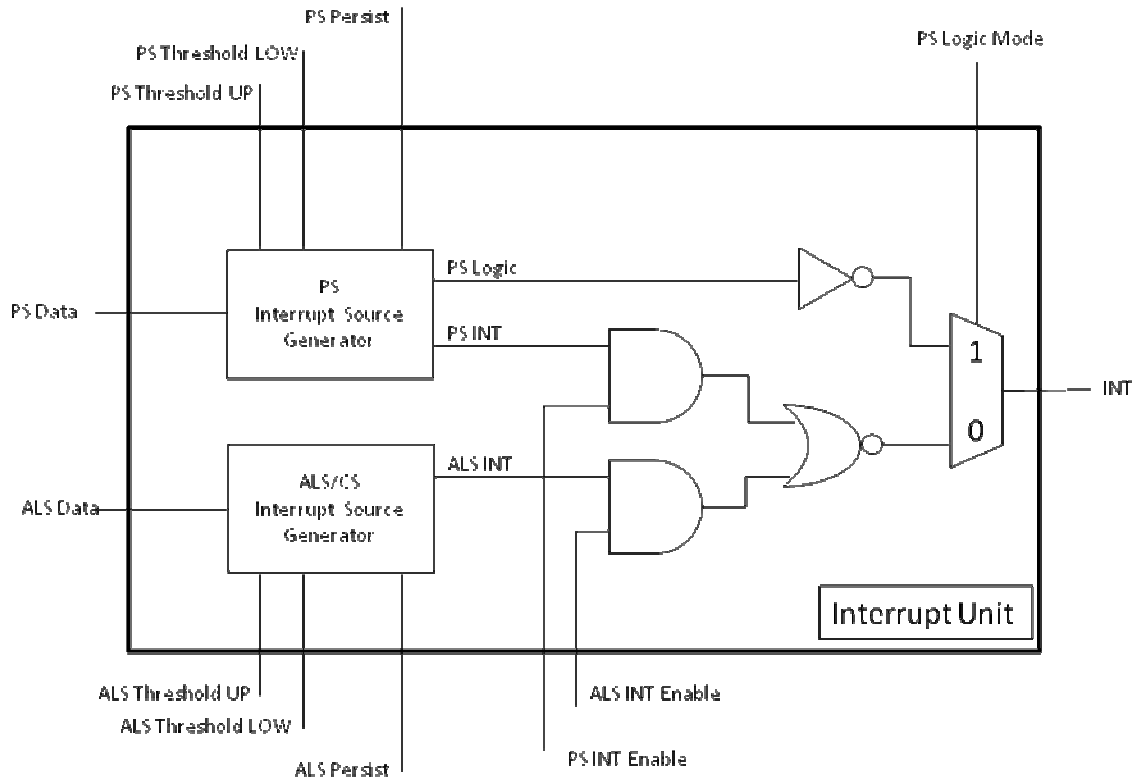 PS Persist
PS Threshold LOW
PS Threshold UP
PS Logic Mode
PS Logic
PS
Interrupt Source
Generator
PS Data
PS INT
1
INT
0
ALS INT
ALS/CS
Interrupt Source
Generator
ALS Data
Interrupt Unit
ALS Threshold UP
ALS INT Enable
ALS Threshold LOW
PS INT Enable
ALS Persist